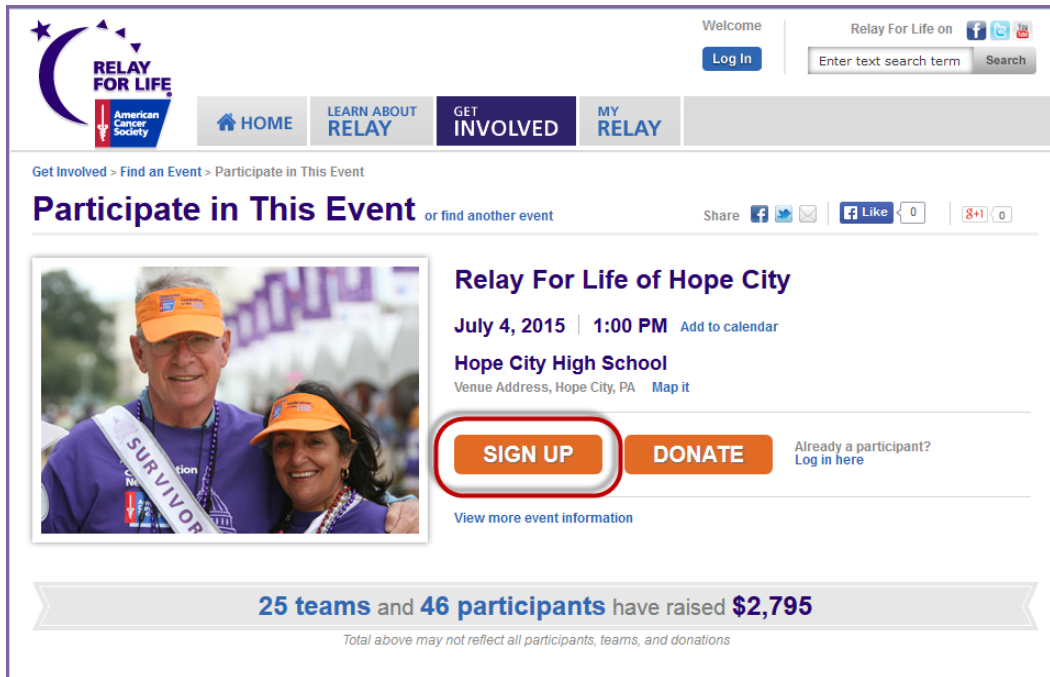 Welcome
Relay For Life on
f
You Tube
Log In
Enter text search term
Search
RELAY
FOR LIFE
American
Cancer
Society
HOME
LEARN ABOUT
RELAY
GET
INVOLVED
MY
RELAY
Get Involved > Find an Event > Participate in This Event
Participate in This Event or find another event
Share
f Like 0
g+1 0
Relay For Life of Hope City
July 4, 2015 | 1:00 PM Add to calendar
Hope City High School
Venue Address, Hope City, PA Map it
SURVIVOR
SIGN UP
DONATE
Already a participant?
Log in here
View more event information
25 teams and 46 participants have raised $2,795
Total above may not reflect all participants, teams, and donations